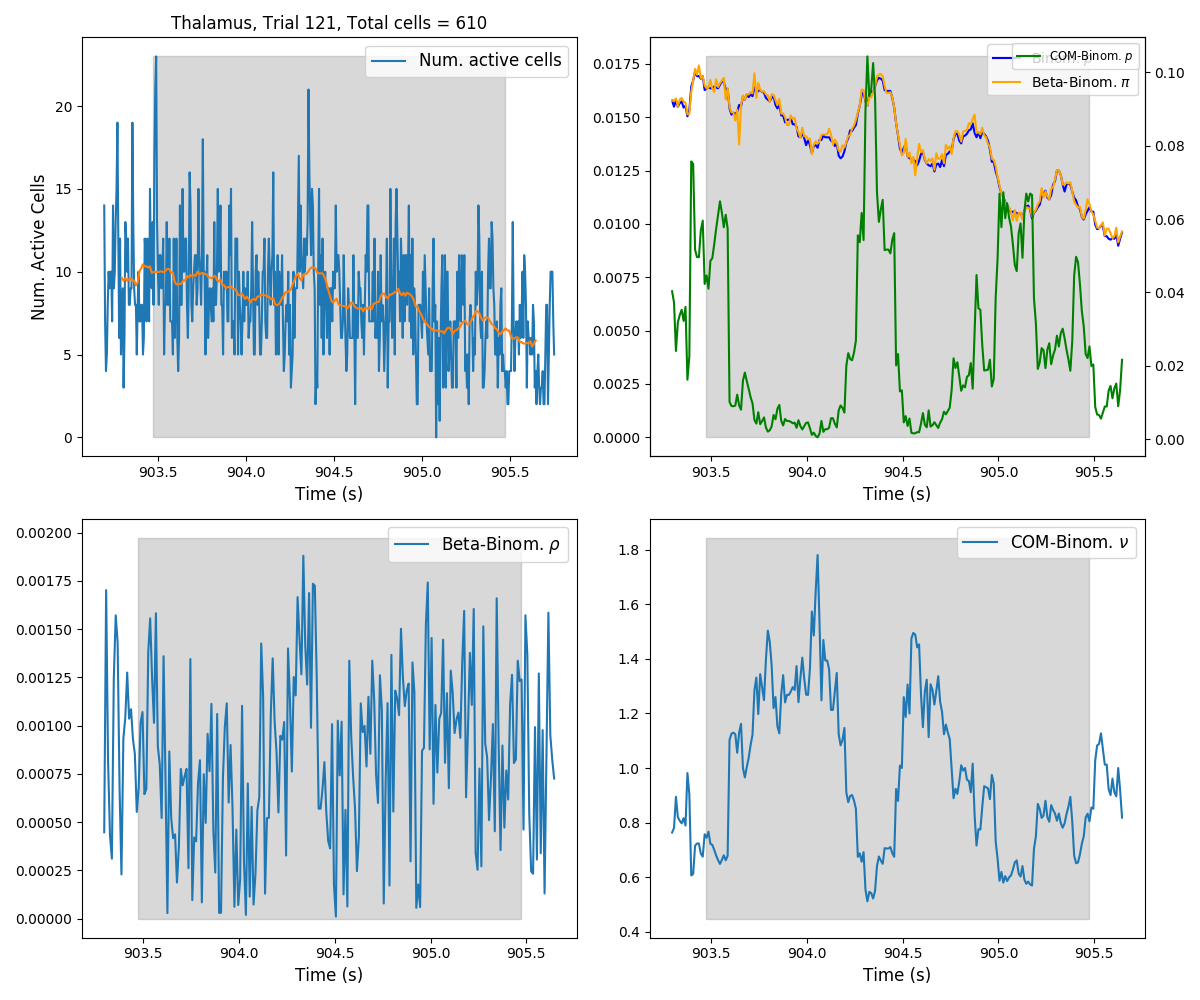 Thalamus, Trial 121, Total cells = 610
Num. active cells
Num. Active Cells
20
15
10
5
0
903.5 904.0 904.5 905.0 905.5
Time (s)
COM-Binom. p
Beta-Binom. π
0.0175
0.0150
0.0125
0.0100
0.0075
0.0050
0.0025
0.0000
0.10
0.08
0.06
0.04
0.02
0.00
903.5 904.0 904.5 905.0 905.5
Time (s)
Beta-Binom. ρ
0.00200
0.00175
0.00150
0.00125
0.00100
0.00075
0.00050
0.00025
0.00000
903.5 904.0 904.5 905.0 905.5
Time (s)
COM-Binom. ν
1.8
1.6
1.4
1.2
1.0
0.8
0.6
0.4
903.5 904.0 904.5 905.0 905.5
Time (s)